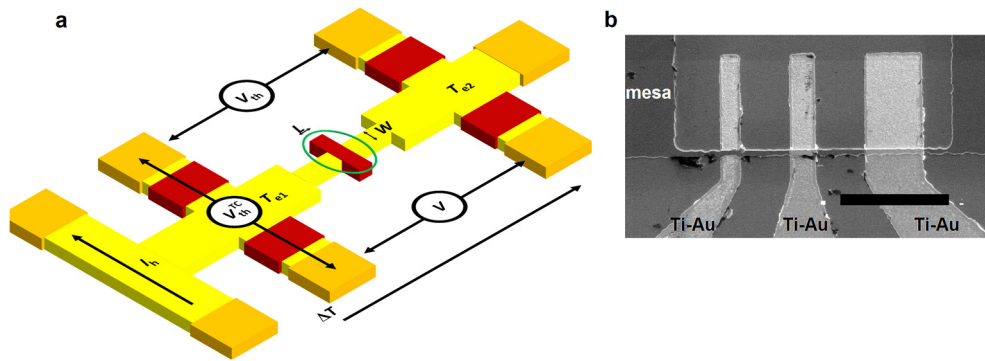 a
b
V_th
T_e2
mesa
L
W
T_e1
V_th^TC
V
I_h
ΔT
Ti-Au
Ti-Au
Ti-Au